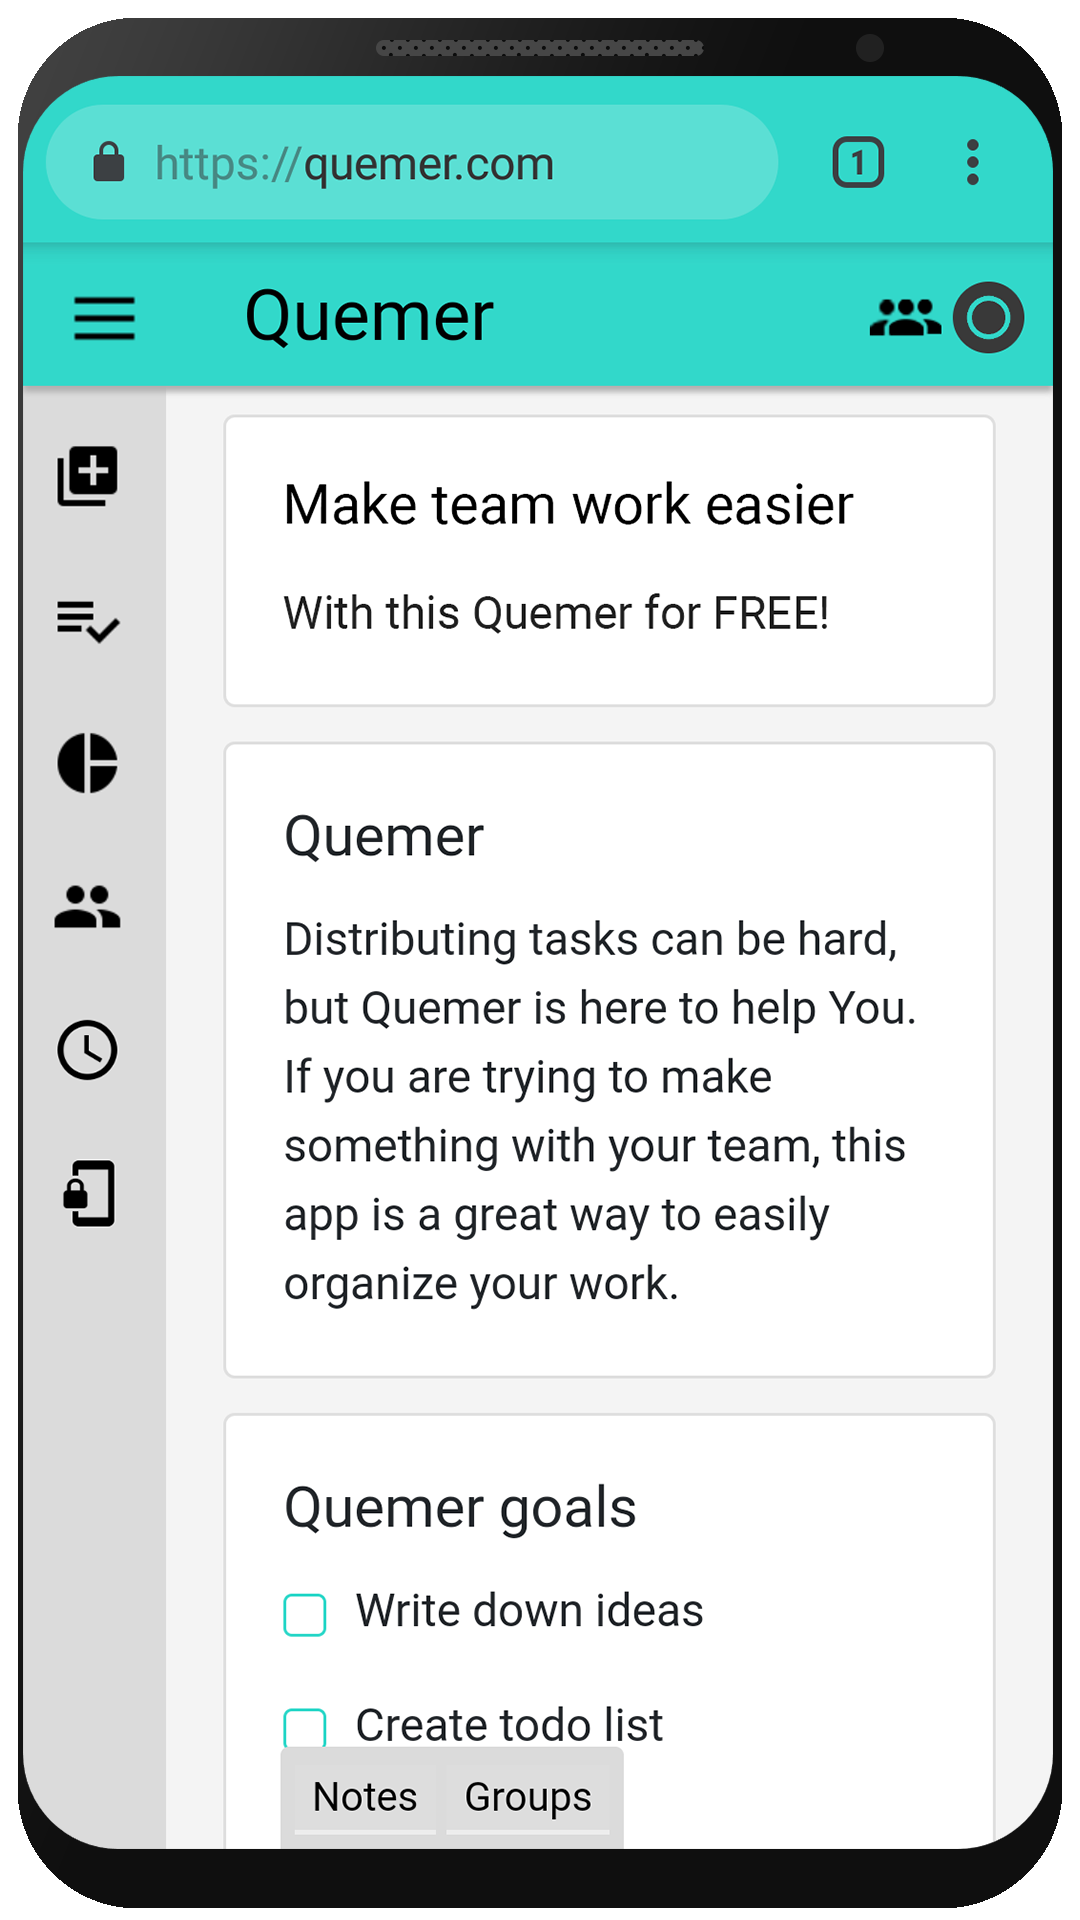 https://quemer.com
1
Quemer
Make team work easier
With this Quemer for FREE!
Quemer
Distributing tasks can be hard,
but Quemer is here to help You.
If you are trying to make
something with your team, this
app is a great way to easily
organize your work.
Quemer goals
Write down ideas
Create todo list
Notes Groups